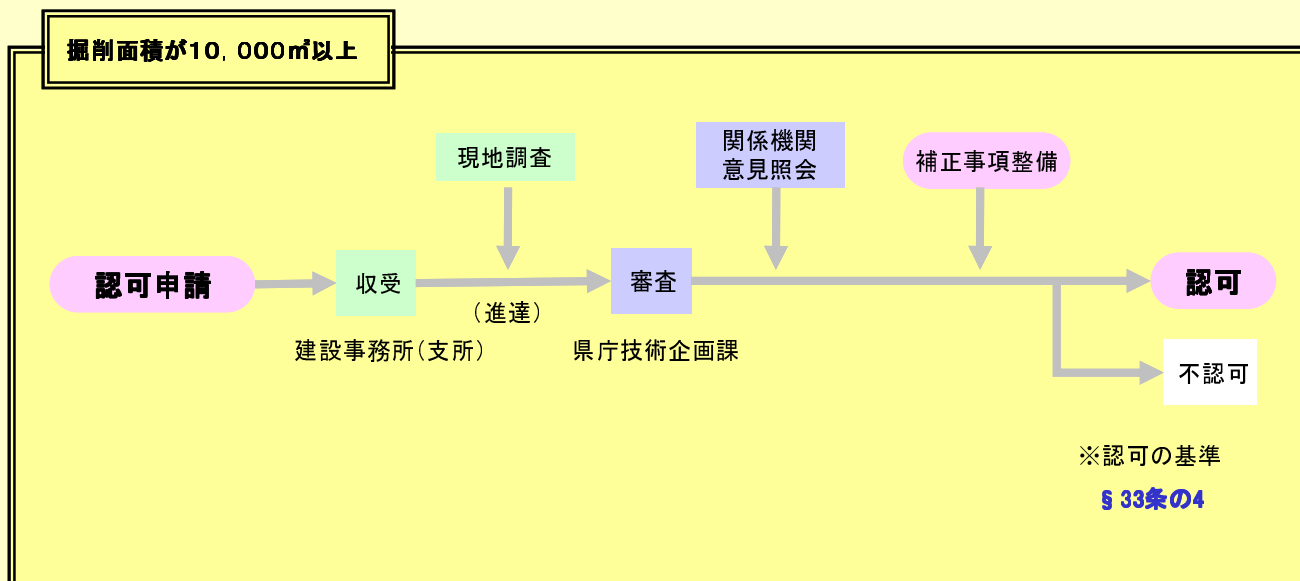 掘削面積が10,000㎡以上
現地調査
関係機関
意見照会
補正事項整備
認可申請
収受
審査
認可
(進達)
建設事務所(支所)
県庁技術企画課
不認可
※認可の基準
§33条の4